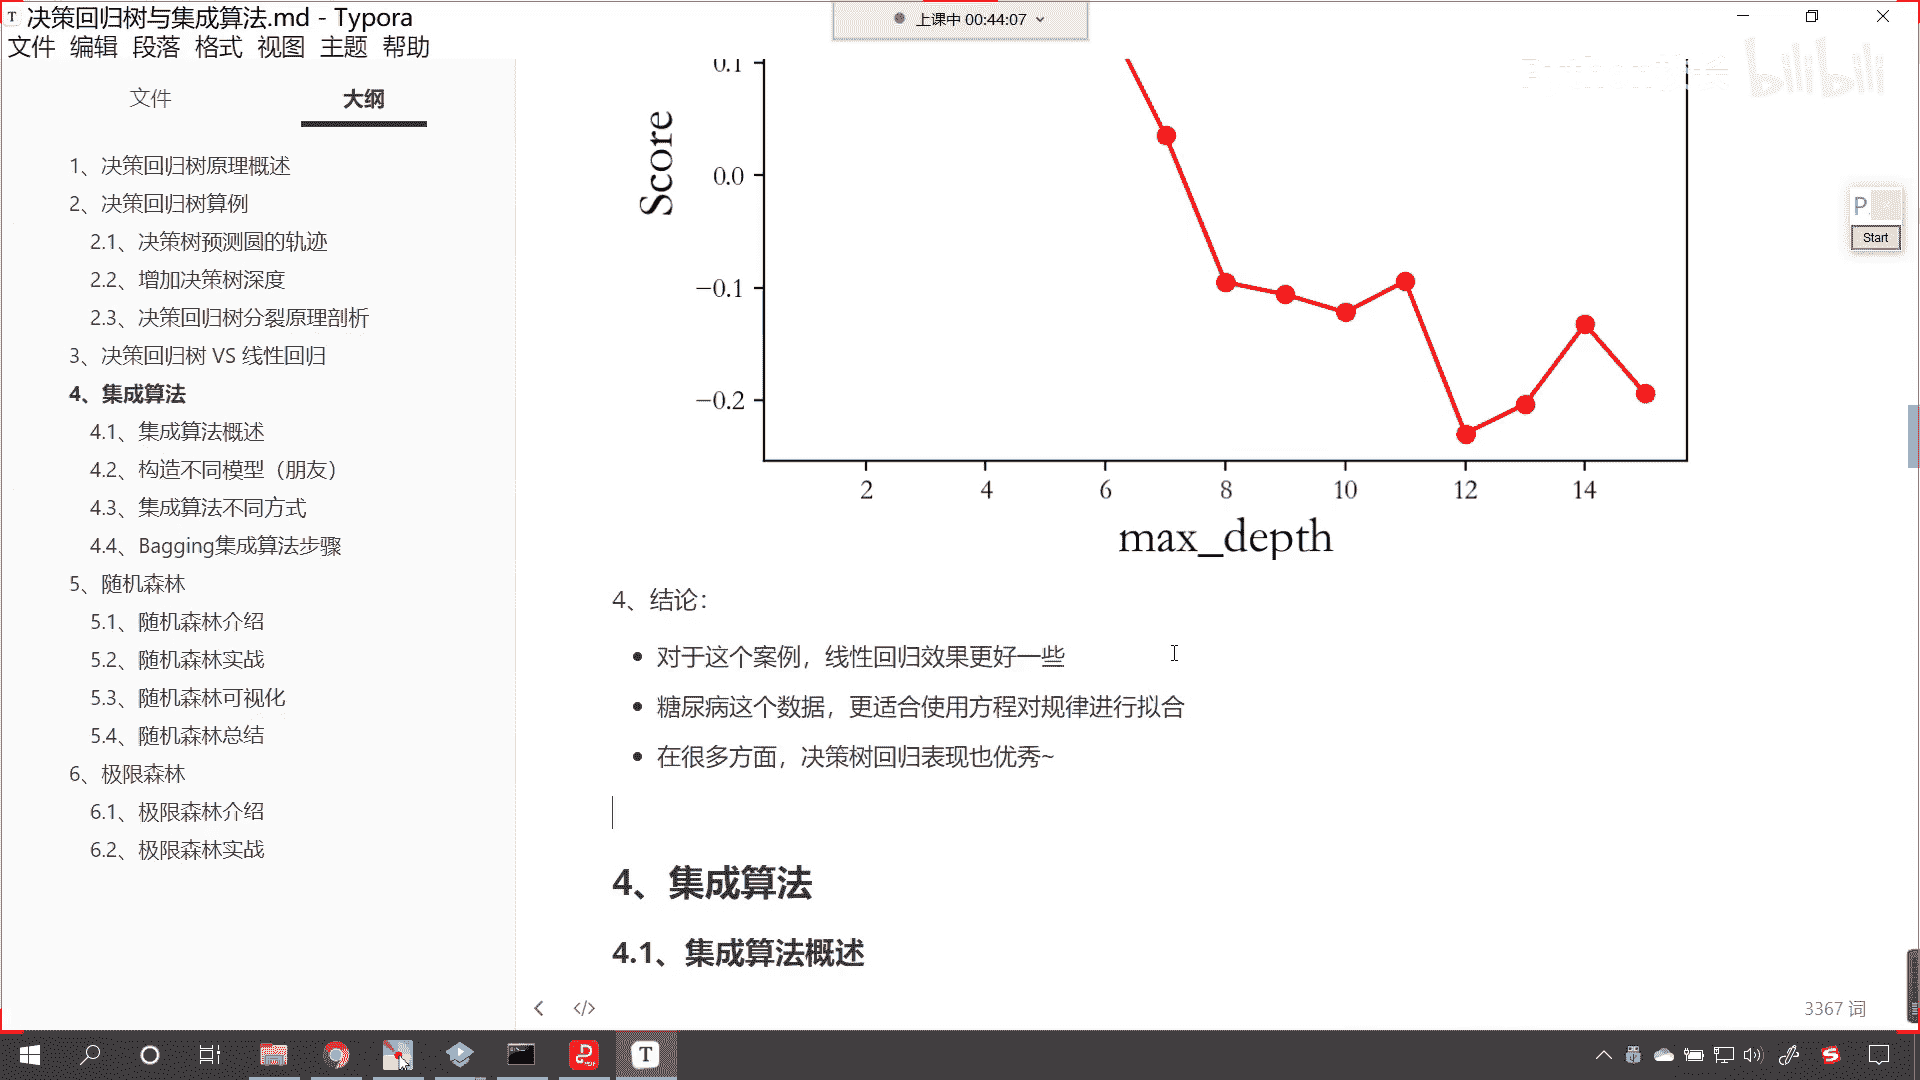 决策回归树与集成算法.md - Typora
上课中 00:44:07
文件 编辑 段落 格式 视图 主题 帮助
文件 大纲
1、决策回归树原理概述
2、决策回归树算例
2.1、决策树预测圆的轨迹
2.2、增加决策树深度
2.3、决策回归树分裂原理剖析
3、决策回归树 VS 线性回归
4、集成算法
4.1、集成算法概述
4.2、构造不同模型（朋友）
4.3、集成算法不同方式
4.4、Bagging集成算法步骤
5、随机森林
5.1、随机森林介绍
5.2、随机森林实战
5.3、随机森林可视化
5.4、随机森林总结
6、极限森林
6.1、极限森林介绍
6.2、极限森林实战
bilibili
P
Start
Score
0.1
0.0
−0.1
−0.2
2 4 6 8 10 12 14
max_depth
4、结论：
对于这个案例，线性回归效果更好一些
糖尿病这个数据，更适合使用方程对规律进行拟合
在很多方面，决策树回归表现也优秀~
4、集成算法
4.1、集成算法概述
3367 词